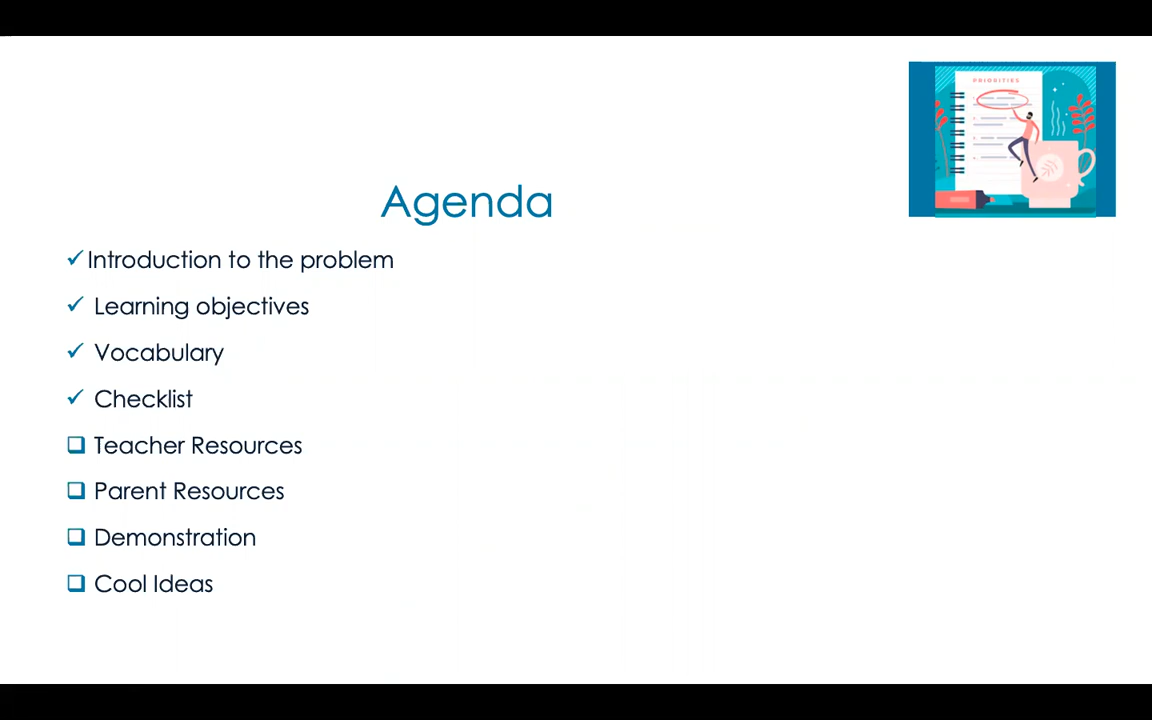 PRIORITIES
Agenda
✓Introduction to the problem
✓ Learning objectives
✓ Vocabulary
✓ Checklist
❑ Teacher Resources
❑ Parent Resources
❑ Demonstration
❑ Cool Ideas